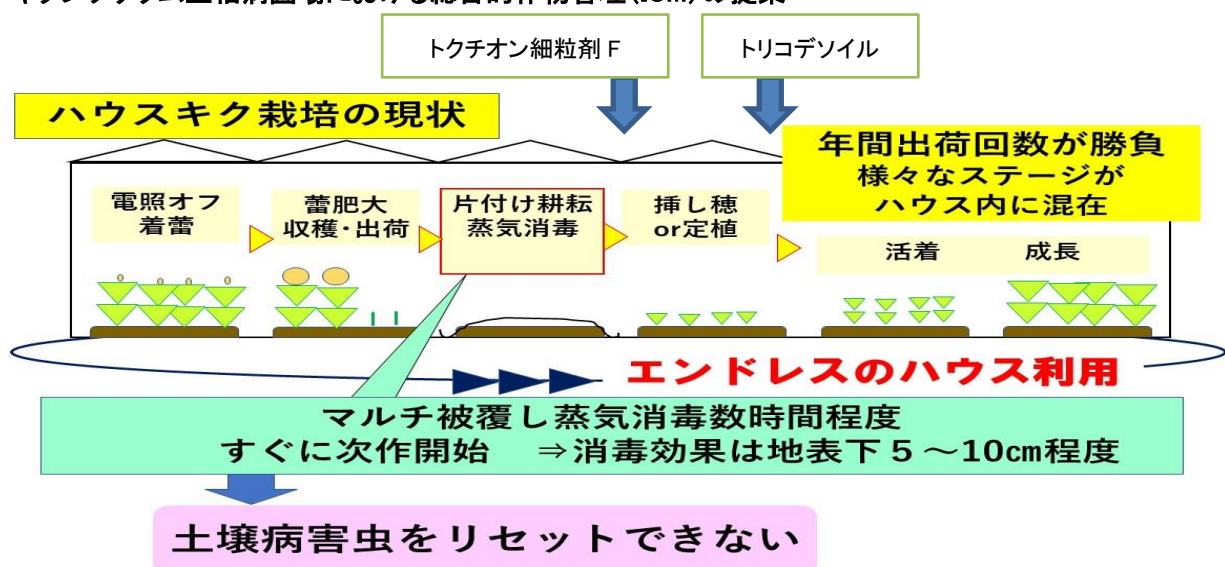 トクチオン細粒剤F
トリコデソイル
ハウスキク栽培の現状
年間出荷回数が勝負
様々なステージが
ハウス内に混在
電照オフ
着蕾
蕾肥大
収穫・出荷
片付け耕耘
蒸気消毒
挿し穂
or定植
活着 成長
エンドレスのハウス利用
マルチ被覆し蒸気消毒数時間程度
すぐに次作開始 ⇒消毒効果は地表下5~10㎝程度
土壌病害虫をリセットできない